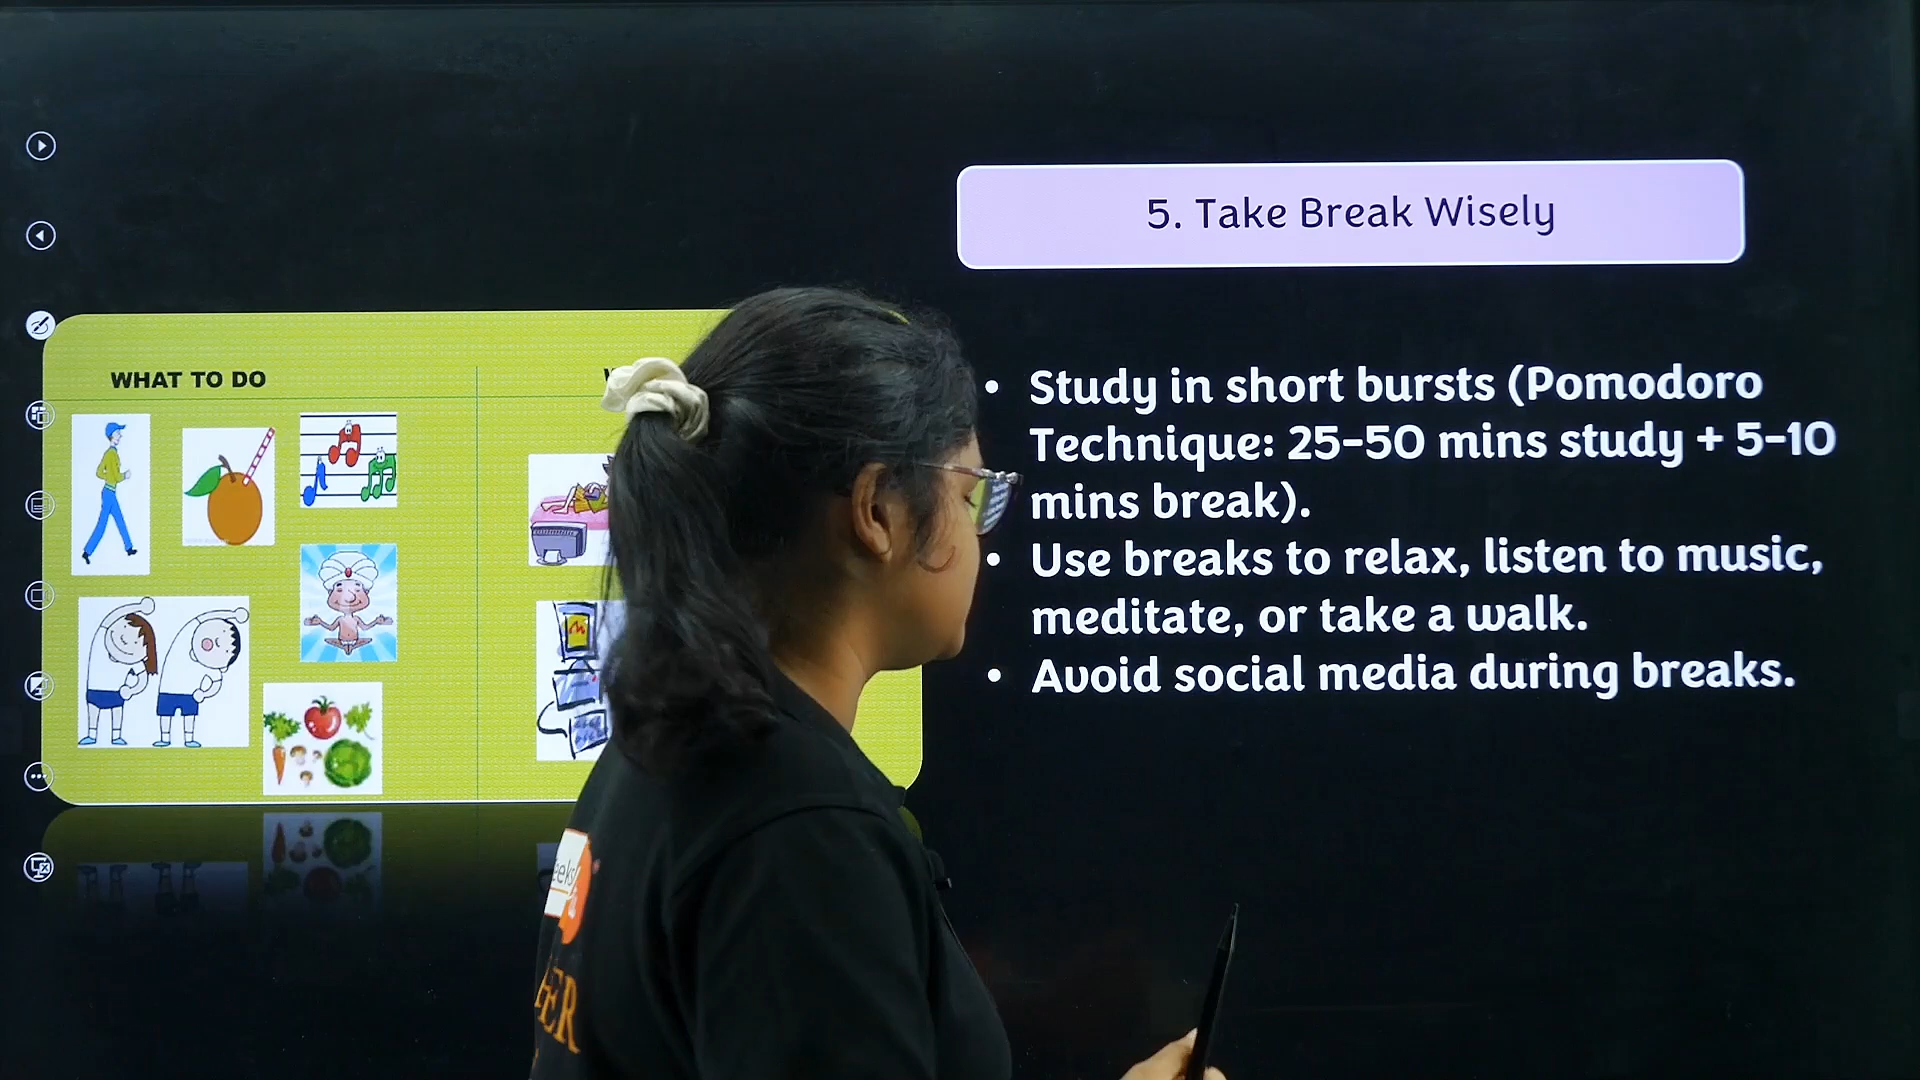 5. Take Break Wisely
WHAT TO DO
• Study in short bursts (Pomodoro
Technique: 25-50 mins study + 5-10
mins break).
• Use breaks to relax, listen to music,
meditate, or take a walk.
• Avoid social media during breaks.